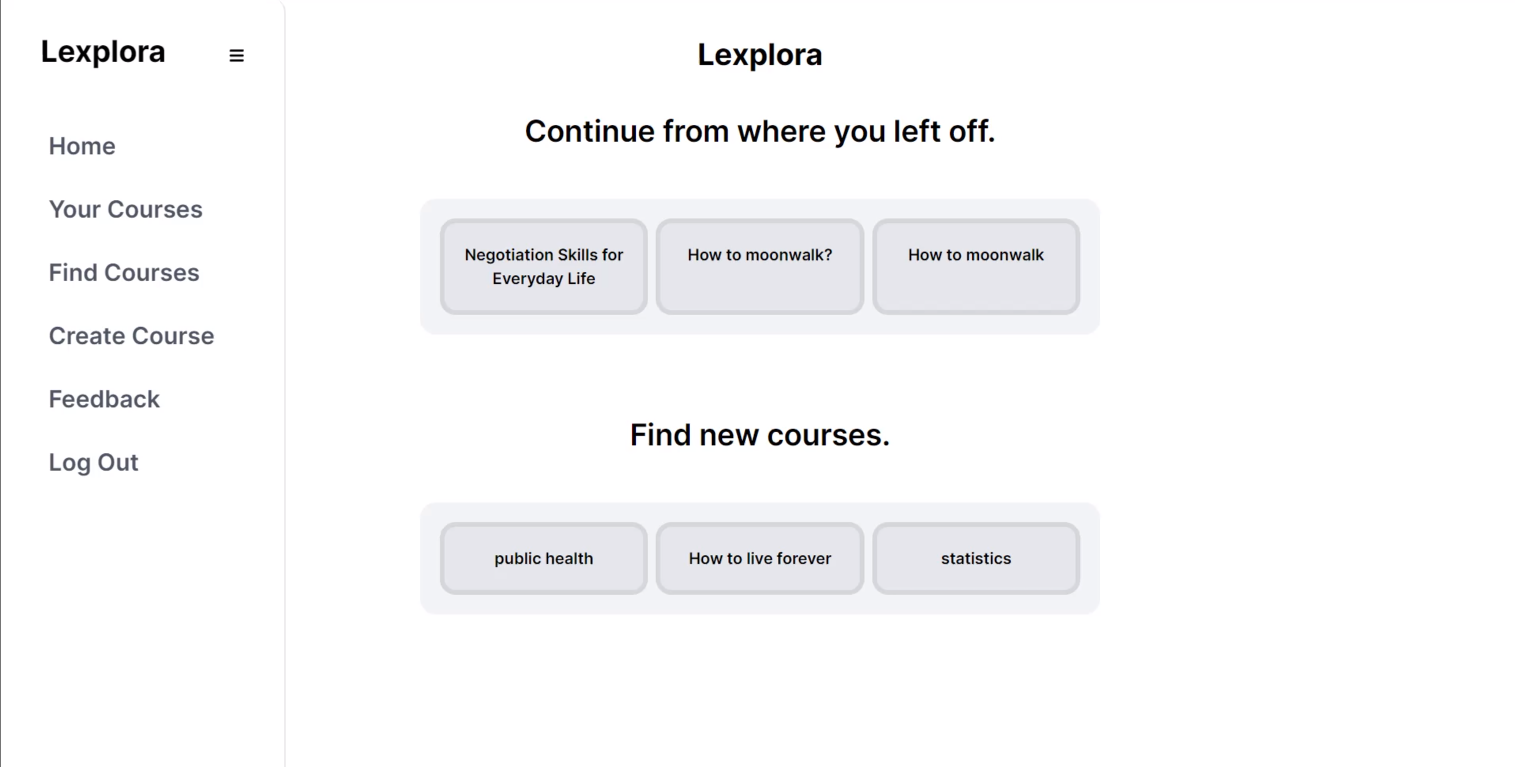 Lexplora
Home
Your Courses
Find Courses
Create Course
Feedback
Log Out
Lexplora
Continue from where you left off.
Negotiation Skills for
Everyday Life
How to moonwalk?
How to moonwalk
Find new courses.
public health
How to live forever
statistics